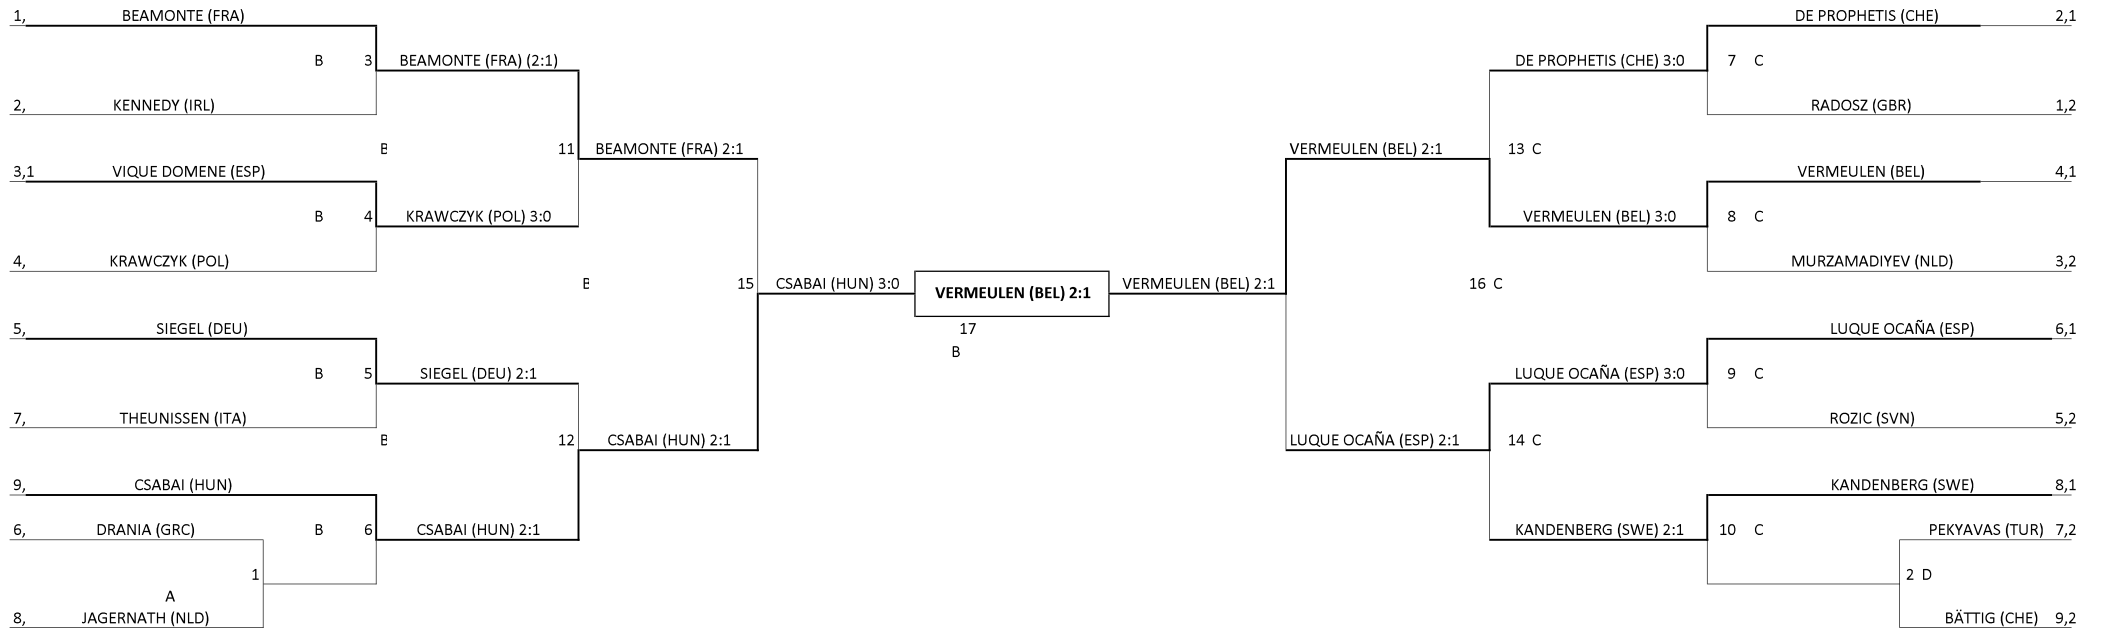 1, BEAMONTE (FRA) DE PROPHETIS (CHE) 2,1
B 3 BEAMONTE (FRA) (2:1) DE PROPHETIS (CHE) 3:0 7 C
2, KENNEDY (IRL) RADOSZ (GBR) 1,2
B 11 BEAMONTE (FRA) 2:1 VERMEULEN (BEL) 2:1 13 C
3,1 VIQUE DOMENE (ESP) VERMEULEN (BEL) 4,1
B 4 KRAWCZYK (POL) 3:0 VERMEULEN (BEL) 3:0 8 C
4, KRAWCZYK (POL) MURZAMADIYEV (NLD) 3,2
B 15 CSABAI (HUN) 3:0 VERMEULEN (BEL) 2:1 VERMEULEN (BEL) 2:1 16 C
5, SIEGEL (DEU) 17 LUQUE OCAÑA (ESP) 6,1
B
B 5 SIEGEL (DEU) 2:1 LUQUE OCAÑA (ESP) 3:0 9 C
7, THEUNISSEN (ITA) ROZIC (SVN) 5,2
B 12 CSABAI (HUN) 2:1 LUQUE OCAÑA (ESP) 2:1 14 C
9, CSABAI (HUN) KANDENBERG (SWE) 8,1
6, DRANIA (GRC) B 6 CSABAI (HUN) 2:1 KANDENBERG (SWE) 2:1 10 C PEKYAVAS (TUR) 7,2
1 2 D
A
8, JAGERNATH (NLD) BÄTTIG (CHE) 9,2